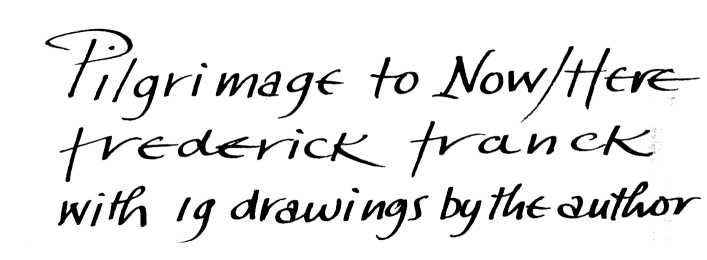 Pilgrimage to Now/Here
frederick franck
with 19 drawings by the author